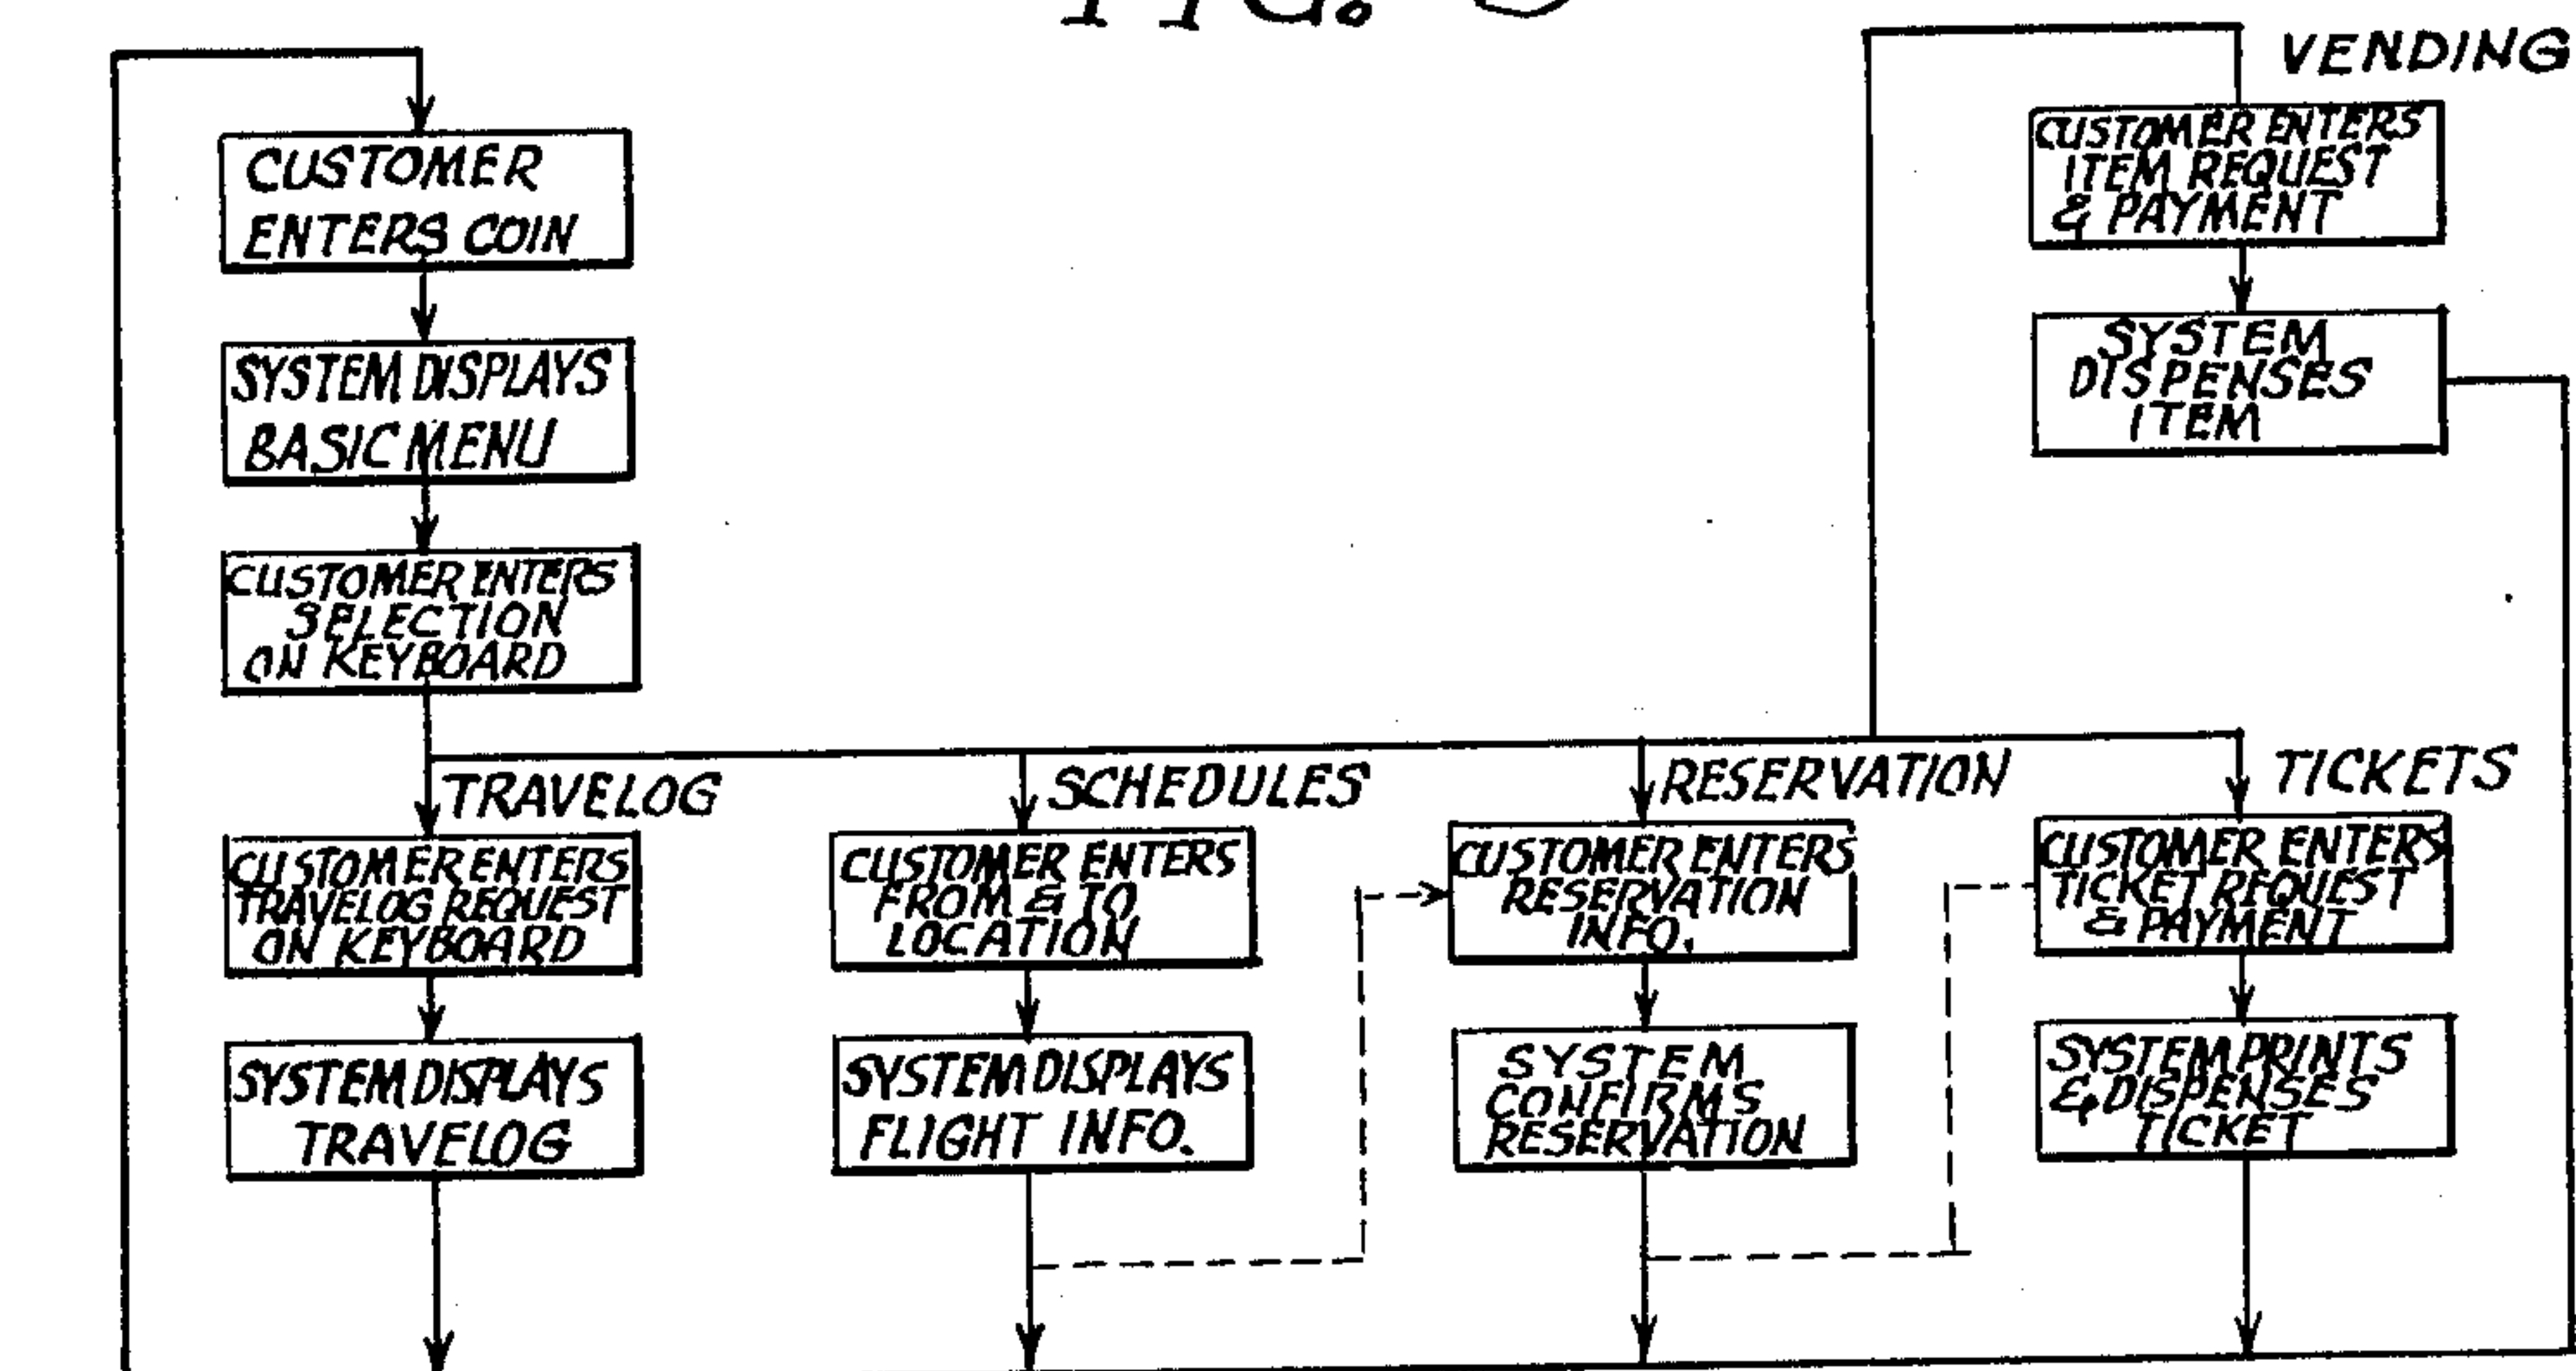 FIG.
VENDING
CUSTOMER
ENTERS COIN
SYSTEM DISPLAYS
BASIC MENU
CUSTOMER ENTERS
SELECTION
ON KEYBOARD
CUSTOMER ENTERS
ITEM REQUEST
& PAYMENT
SYSTEM
DISPENSES
ITEM
TRAVELOG
CUSTOMER ENTERS
TRAVELOG REQUEST
ON KEYBOARD
SYSTEM DISPLAYS
TRAVELOG
SCHEDULES
CUSTOMER ENTERS
FROM & TO
LOCATION
SYSTEM DISPLAYS
FLIGHT INFO.
RESERVATION
CUSTOMER ENTERS
RESERVATION
INFO.
SYSTEM
CONFIRMS
RESERVATION
TICKETS
CUSTOMER ENTERS
TICKET REQUEST
& PAYMENT
SYSTEM PRINTS
& DISPENSES
TICKET